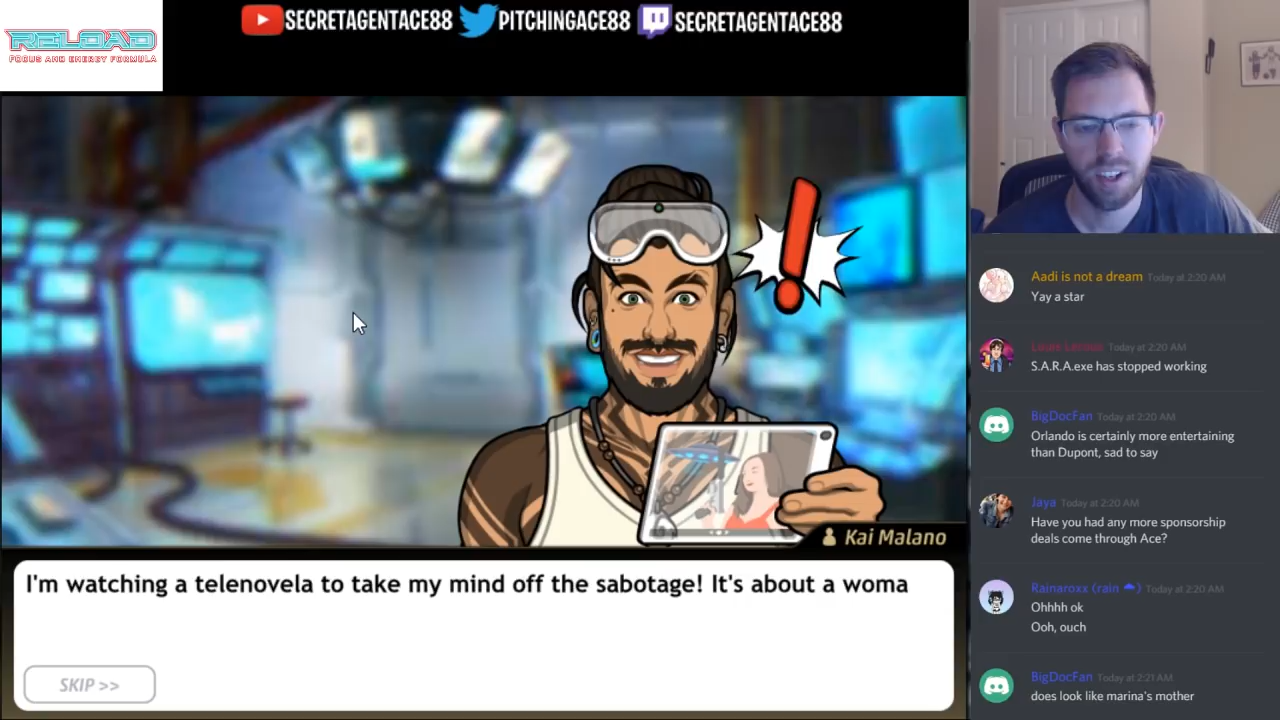 RELOAD
FOCUS AND ENERGY FORMULA
SECRETAGENTACE88 PITCHINGACE88 SECRETAGENTACE88
Kai Malano
I'm watching a telenovela to take my mind off the sabotage! It's about a woma
SKIP >>
Aadi is not a dream Today at 2:20 AM
Yay a star
Today at 2:20 AM
S.A.R.A.exe has stopped working
BigDocFan Today at 2:20 AM
Orlando is certainly more entertaining
than Dupont, sad to say
Jaya Today at 2:20 AM
Have you had any more sponsorship
deals come through Ace?
Rainaroxx (rain ☁) Today at 2:20 AM
Ohhhh ok
Ooh, ouch
BigDocFan Today at 2:21 AM
does look like marina's mother